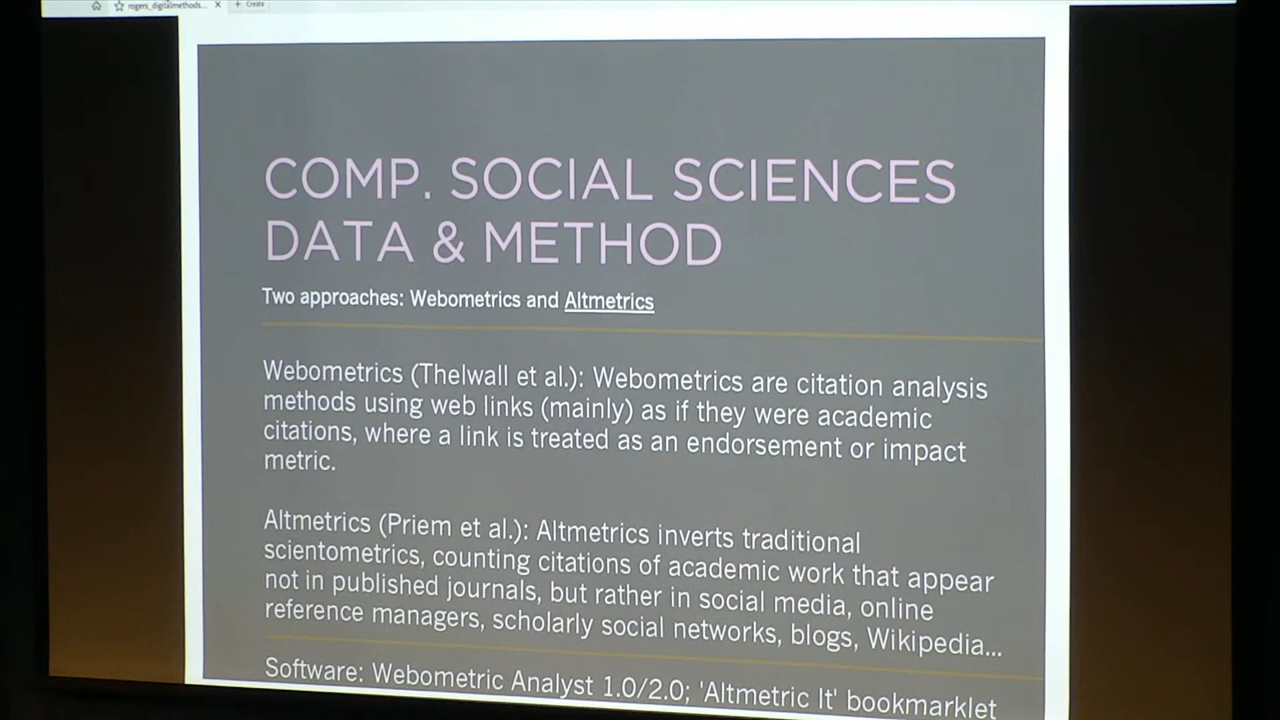 rogers_digitalmethods...
Create
COMP. SOCIAL SCIENCES
DATA & METHOD
Two approaches: Webometrics and Altmetrics
Webometrics (Thelwall et al.): Webometrics are citation analysis
methods using web links (mainly) as if they were academic
citations, where a link is treated as an endorsement or impact
metric.
Altmetrics (Priem et al.): Altmetrics inverts traditional
scientometrics, counting citations of academic work that appear
not in published journals, but rather in social media, online
reference managers, scholarly social networks, blogs, Wikipedia...
Software: Webometric Analyst 1.0/2.0; 'Altmetric It' bookmarklet